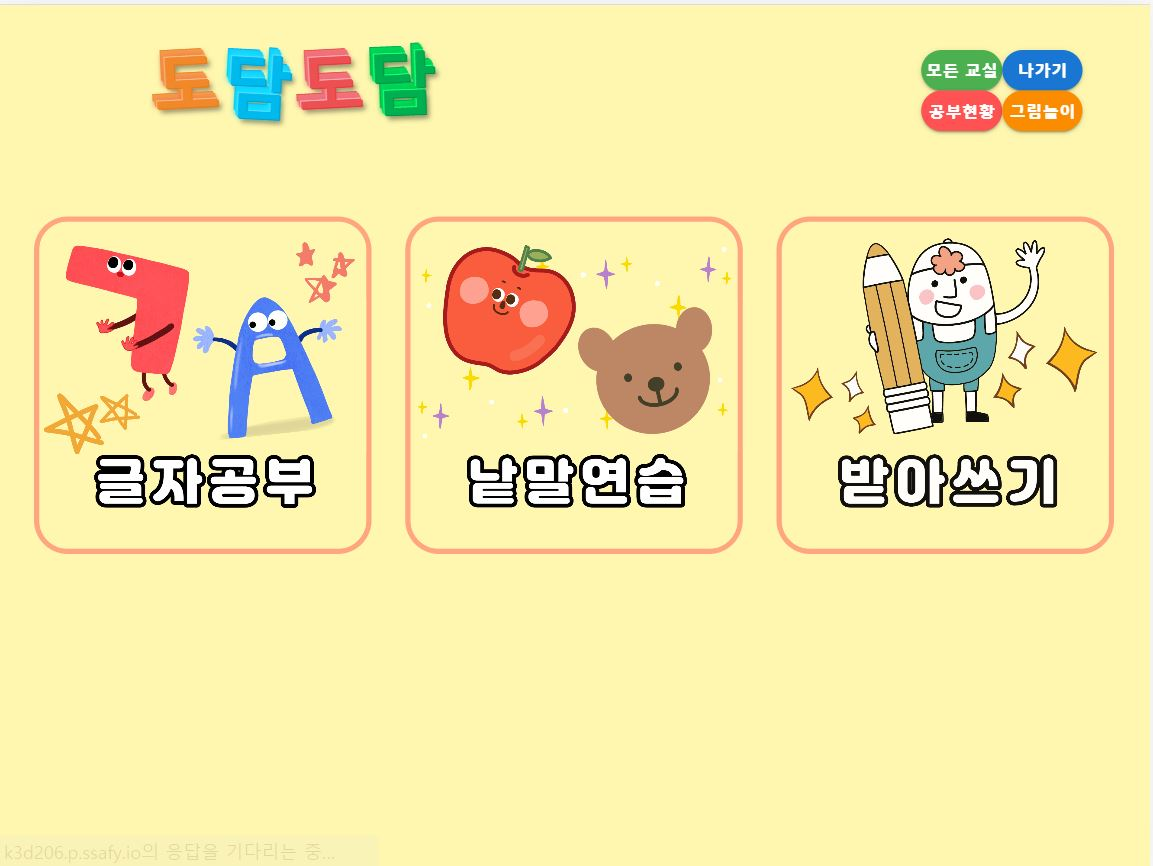 도담도담
모든 교실 나가기
공부현황 그림놀이
글자공부 낱말연습 받아쓰기
k3d206.p.ssafy.io의 응답을 기다리는 중...